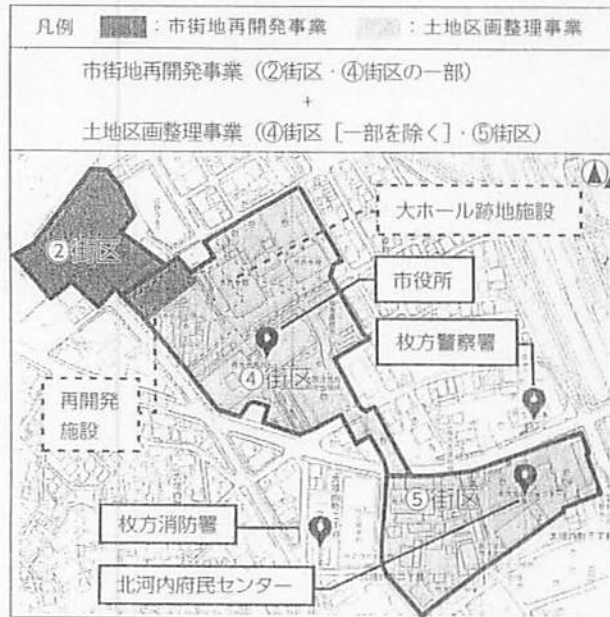 凡例 ：市街地再開発事業 ：土地区画整理事業
市街地再開発事業（②街区・④街区の一部）
+
土地区画整理事業（④街区［一部を除く］・⑤街区）
大ホール跡地施設
②街区
市役所
枚方警察署
④街区
再開発
施設
⑤街区
枚方消防署
北河内府民センター